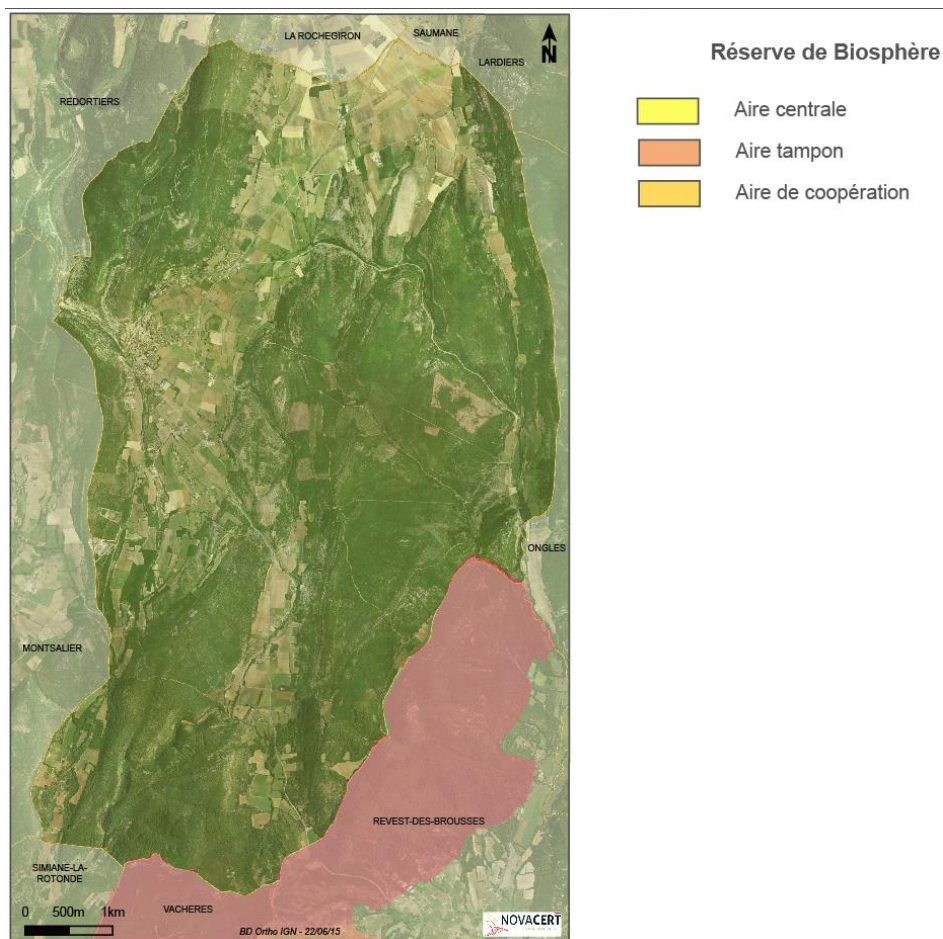 LA ROCHEGIRON
SAUMANE
N
LARDIERS
REDORTIERS
ONGLES
MONTSALIER
REVEST-DES-BROUSSES
SIMIANE-LA-
ROTONDE
VACHERES
0 500m 1km
BD Ortho IGN - 22/06/15
NOVACERT
Réserve de Biosphère
Aire centrale
Aire tampon
Aire de coopération